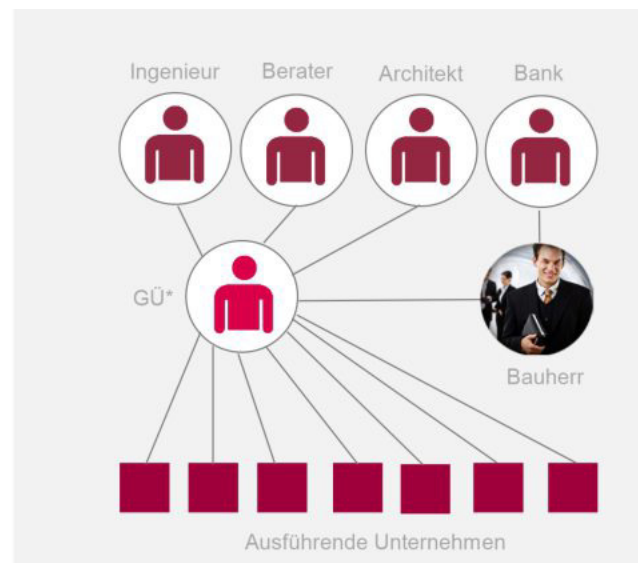 Ingenieur
Berater
Architekt
Bank
GÜ*
Bauherr
Ausführende Unternehmen